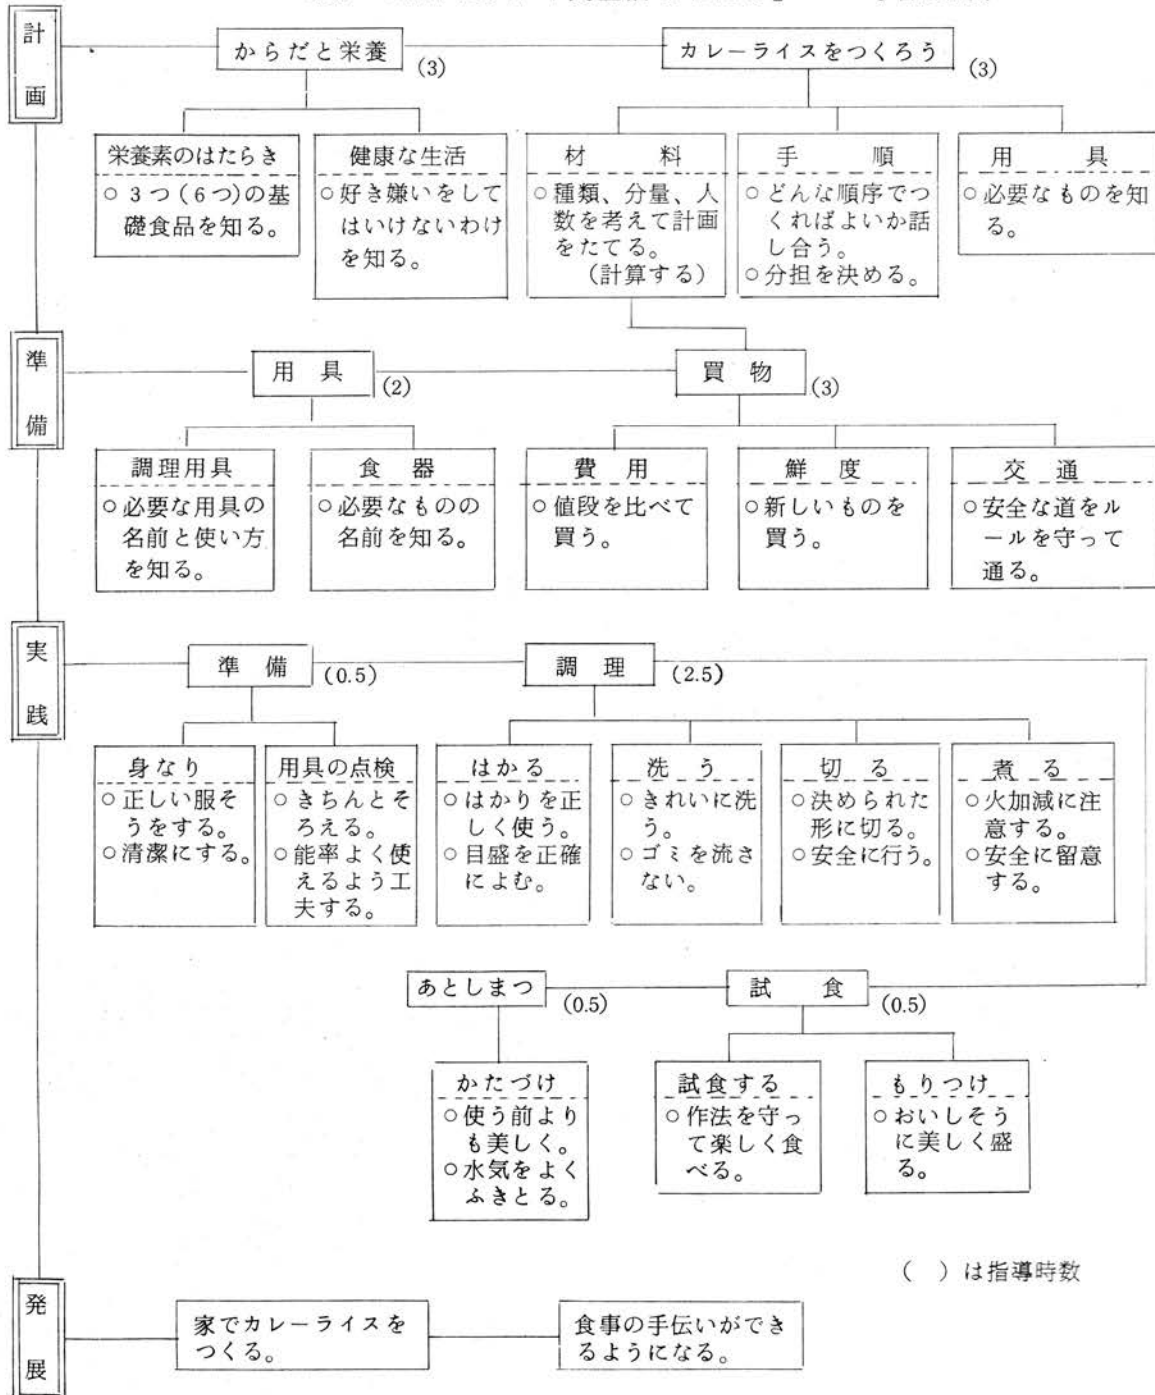 計画
からだと栄養
(3)
カレーライスをつくろう
(3)
栄養素のはたらき
○ 3つ(6つ)の基
礎食品を知る。
健康な生活
○好き嫌いをして
はいけないわけ
を知る。
材料
○種類、分量、人
数を考えて計画
をたてる。
(計算する)
手順
○どんな順序でつ
くればよいか話
し合う。
○分担を決める。
用具
○必要なものを知
る。
準備
用具
(2)
買物
(3)
調理用具
○必要な用具の
名前と使い方
を知る。
食器
○必要なものの
名前を知る。
費用
○値段を比べて
買う。
鮮度
○新しいものを
買う。
交通
○安全な道をル
ールを守って
通る。
実践
準備
(0.5)
調理
(2.5)
身なり
○正しい服そ
うをする。
○清潔にする。
用具の点検
○きちんとそ
ろえる。
○能率よく使
えるよう工
夫する。
はかる
○はかりを正
しく使う。
○目盛を正確
によむ。
洗う
○きれいに洗
う。
○ゴミを流さ
ない。
切る
○決められた
形に切る。
○安全に行う。
煮る
○火加減に注
意する。
○安全に留意
する。
あとしまつ
(0.5)
試食
(0.5)
かたづけ
○使う前より
も美しく。
○水気をよく
ふきとる。
試食する
○作法を守っ
て楽しく食
べる。
もりつけ
○おいしそう
に美しく盛
る。
( )は指導時数
発展
家でカレーライスを
つくる。
食事の手伝いができ
るようになる。